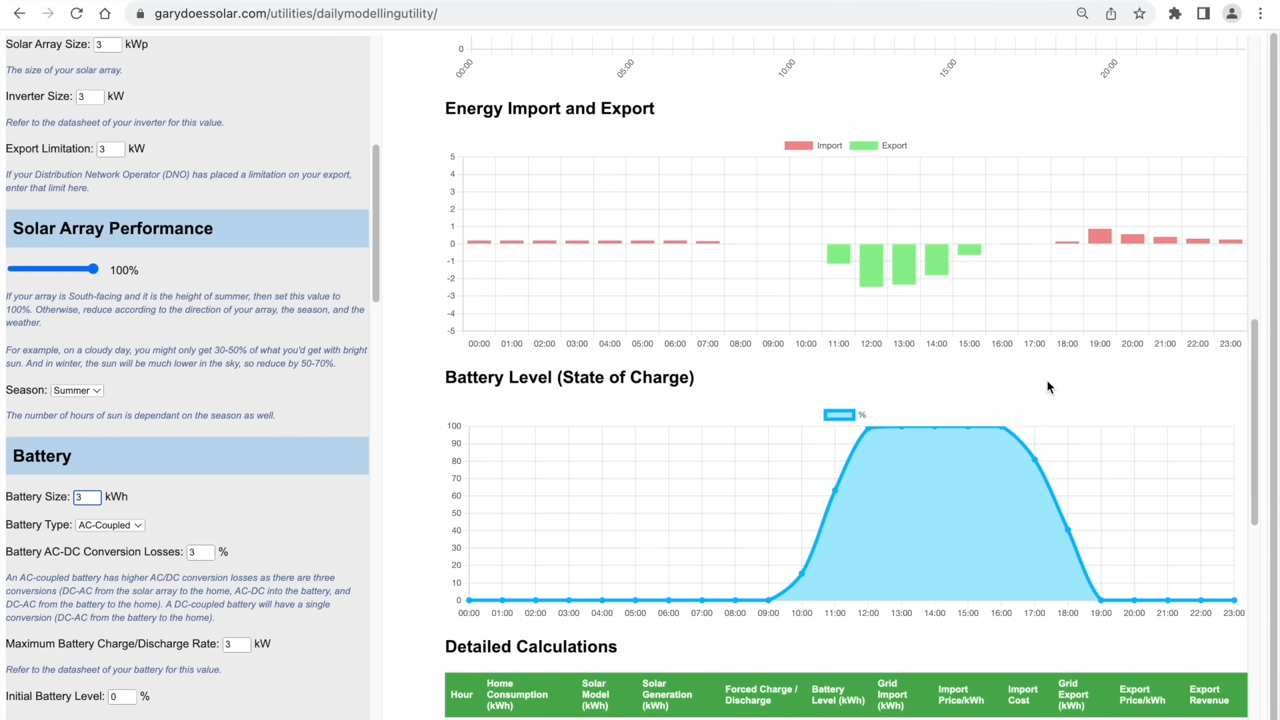 garydoessolar.com/utilities/dailymodellingutility/
Solar Array Size: 3 kWp
The size of your solar array.
Inverter Size: 3 kW
Refer to the datasheet of your inverter for this value.
Export Limitation: 3 kW
If your Distribution Network Operator (DNO) has placed a limitation on your export,
enter that limit here.
Solar Array Performance
100%
If your array is South-facing and it is the height of summer, then set this value to
100%. Otherwise, reduce according to the direction of your array, the season, and the
weather.
For example, on a cloudy day, you might only get 30-50% of what you'd get with bright
sun. And in winter, the sun will be much lower in the sky, so reduce by 50-70%.
Season: Summer
The number of hours of sun is dependant on the season as well.
Battery
Battery Size: 3 kWh
Battery Type: AC-Coupled
Battery AC-DC Conversion Losses: 3 %
An AC-coupled battery has higher AC/DC conversion losses as there are three
conversions (DC-AC from the solar array to the home, AC-DC into the battery, and
DC-AC from the battery to the home). A DC-coupled battery will have a single
conversion (DC-AC from the battery to the home).
Maximum Battery Charge/Discharge Rate: 3 kW
Refer to the datasheet of your battery for this value.
Initial Battery Level: 0 %
0
00:00 05:00 10:00 15:00 20:00
Energy Import and Export
Import Export
5
4
3
2
1
0
-1
-2
-3
-4
-5
00:00 01:00 02:00 03:00 04:00 05:00 06:00 07:00 08:00 09:00 10:00 11:00 12:00 13:00 14:00 15:00 16:00 17:00 18:00 19:00 20:00 21:00 22:00 23:00
Battery Level (State of Charge)
%
100
90
80
70
60
50
40
30
20
10
0
00:00 01:00 02:00 03:00 04:00 05:00 06:00 07:00 08:00 09:00 10:00 11:00 12:00 13:00 14:00 15:00 16:00 17:00 18:00 19:00 20:00 21:00 22:00 23:00
Detailed Calculations
Hour
Home
Consumption
(kWh)
Solar
Model
(kWh)
Solar
Generation
(kWh)
Forced Charge /
Discharge
Battery
Level (kWh)
Grid
Import
(kWh)
Import
Price/kWh
Import
Cost
Grid
Export
(kWh)
Export
Price/kWh
Export
Revenue